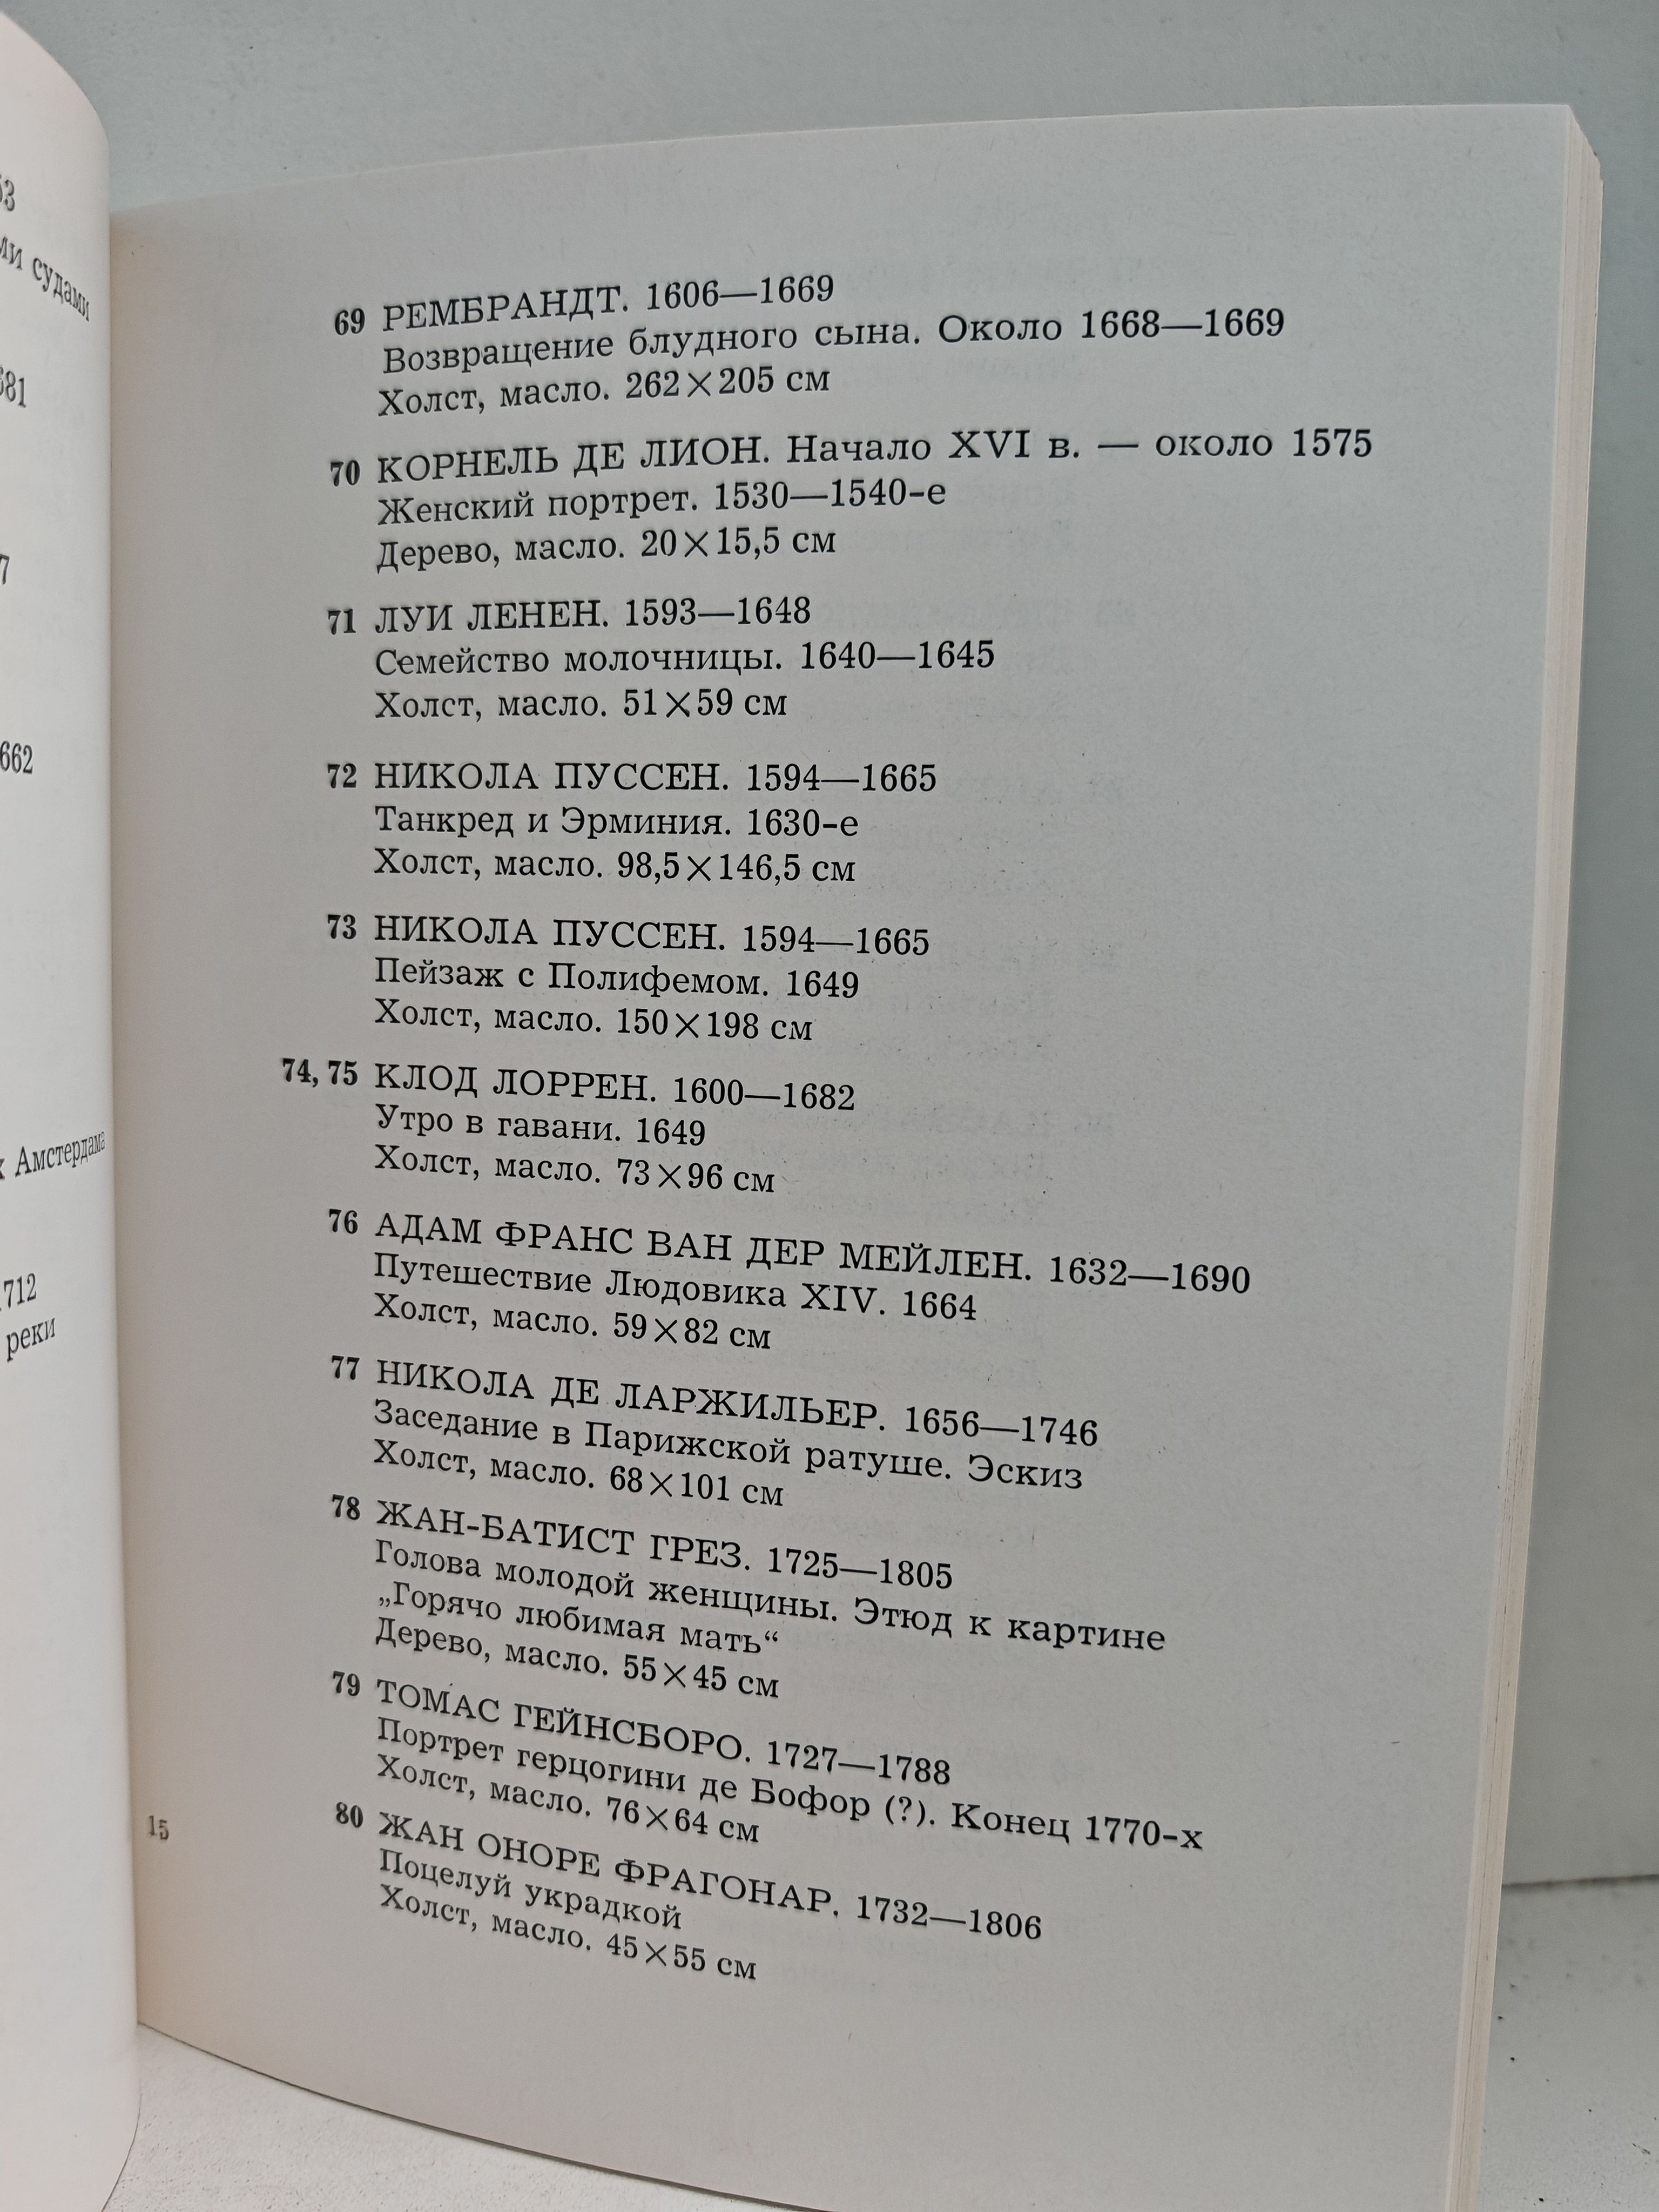 53
ми судами
681
7
662
х Амстердама
1712
реки
69 РЕМБРАНДТ. 1606—1669
Возвращение блудного сына. Около 1668—1669
Холст, масло. 262×205 см
70 КОРНЕЛЬ ДЕ ЛИОН. Начало XVI в. — около 1575
Женский портрет. 1530—1540-е
Дерево, масло. 20×15,5 см
71 ЛУИ ЛЕНЕН. 1593—1648
Семейство молочницы. 1640—1645
Холст, масло. 51×59 см
72 НИКОЛА ПУССЕН. 1594—1665
Танкред и Эрминия. 1630-е
Холст, масло. 98,5×146,5 см
73 НИКОЛА ПУССЕН. 1594—1665
Пейзаж с Полифемом. 1649
Холст, масло. 150×198 см
74, 75 КЛОД ЛОРРЕН. 1600—1682
Утро в гавани. 1649
Холст, масло. 73×96 см
76 АДАМ ФРАНС ВАН ДЕР МЕЙЛЕН. 1632—1690
Путешествие Людовика XIV. 1664
Холст, масло. 59×82 см
77 НИКОЛА ДЕ ЛАРЖИЛЬЕР. 1656—1746
Заседание в Парижской ратуше. Эскиз
Холст, масло. 68×101 см
78 ЖАН-БАТИСТ ГРЕЗ. 1725—1805
Голова молодой женщины. Этюд к картине
„Горячо любимая мать“
Дерево, масло. 55×45 см
79 ТОМАС ГЕЙНСБОРО. 1727—1788
Портрет герцогини де Бофор (?). Конец 1770-х
Холст, масло. 76×64 см
80 ЖАН ОНОРЕ ФРАГОНАР. 1732—1806
Поцелуй украдкой
Холст, масло. 45×55 см
15